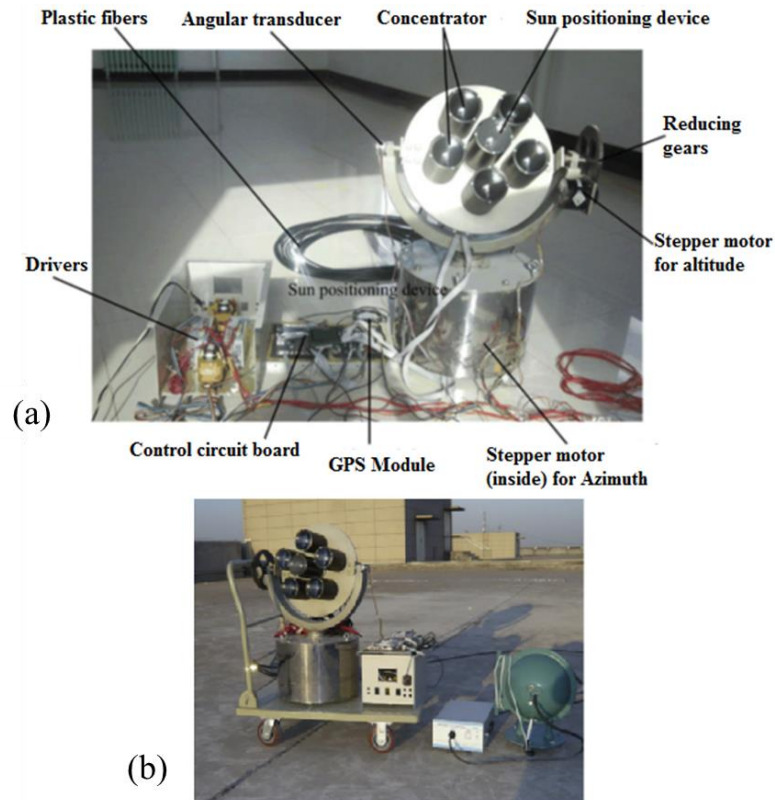 Plastic fibers
Angular transducer
Concentrator
Sun positioning device
Reducing
gears
Stepper motor
for altitude
Drivers
Sun positioning device
(a)
Control circuit board
GPS Module
Stepper motor
(inside) for Azimuth
(b)